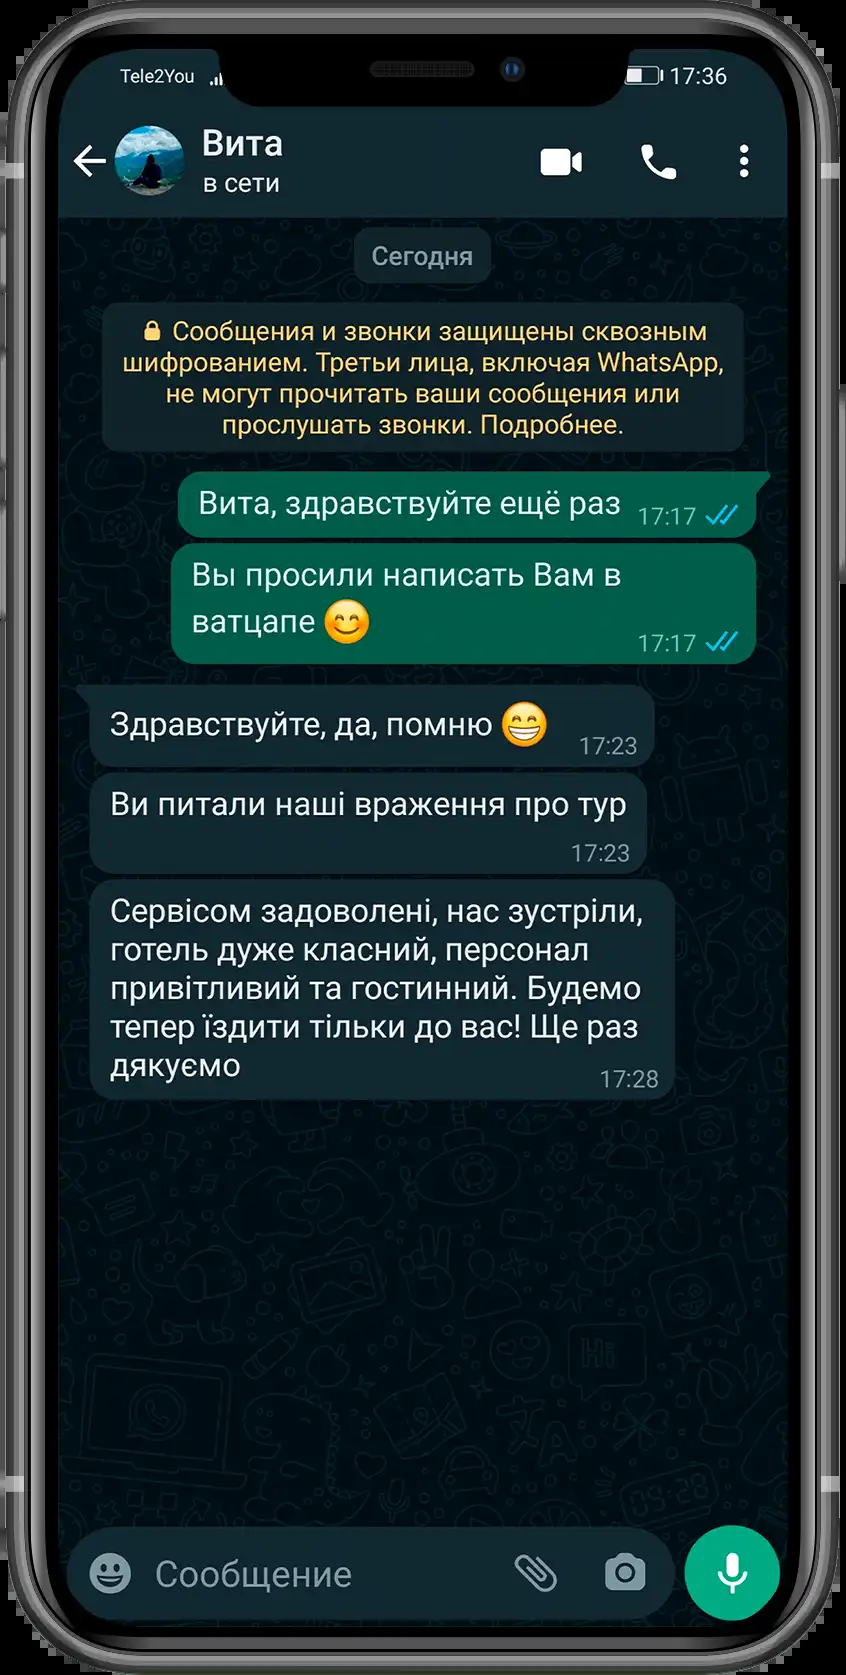 Tele2You
17:36
Вита
в сети
Сегодня
Сообщения и звонки защищены сквозным
шифрованием. Третьи лица, включая WhatsApp,
не могут прочитать ваши сообщения или
прослушать звонки. Подробнее.
Вита, здравствуйте ещё раз
17:17
Вы просили написать Вам в
ватцапе 😊
17:17
Здравствуйте, да, помню 😁
17:23
Ви питали наші враження про тур
17:23
Сервісом задоволені, нас зустріли,
готель дуже класний, персонал
привітливий та гостинний. Будемо
тепер їздити тільки до вас! Ще раз
дякуємо
17:28
Hi
09:28
Сообщение